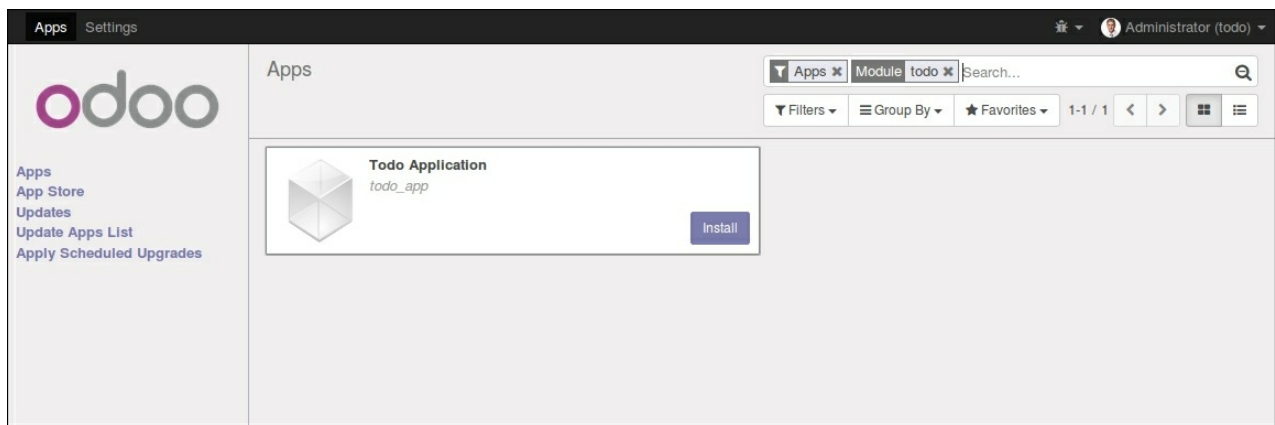 Apps Settings Administrator (todo)
odoo
Apps
App Store
Updates
Update Apps List
Apply Scheduled Upgrades
Apps
Apps Module todo Search...
Filters Group By Favorites 1-1 / 1
Todo Application
todo_app
Install